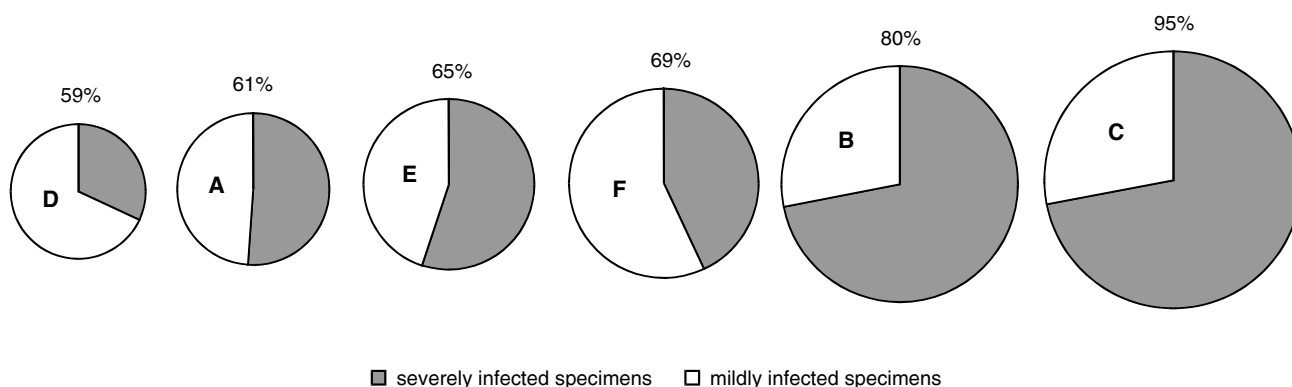 59%
61%
65%
69%
80%
95%
D
A
E
F
B
C
severely infected specimens mildly infected specimens